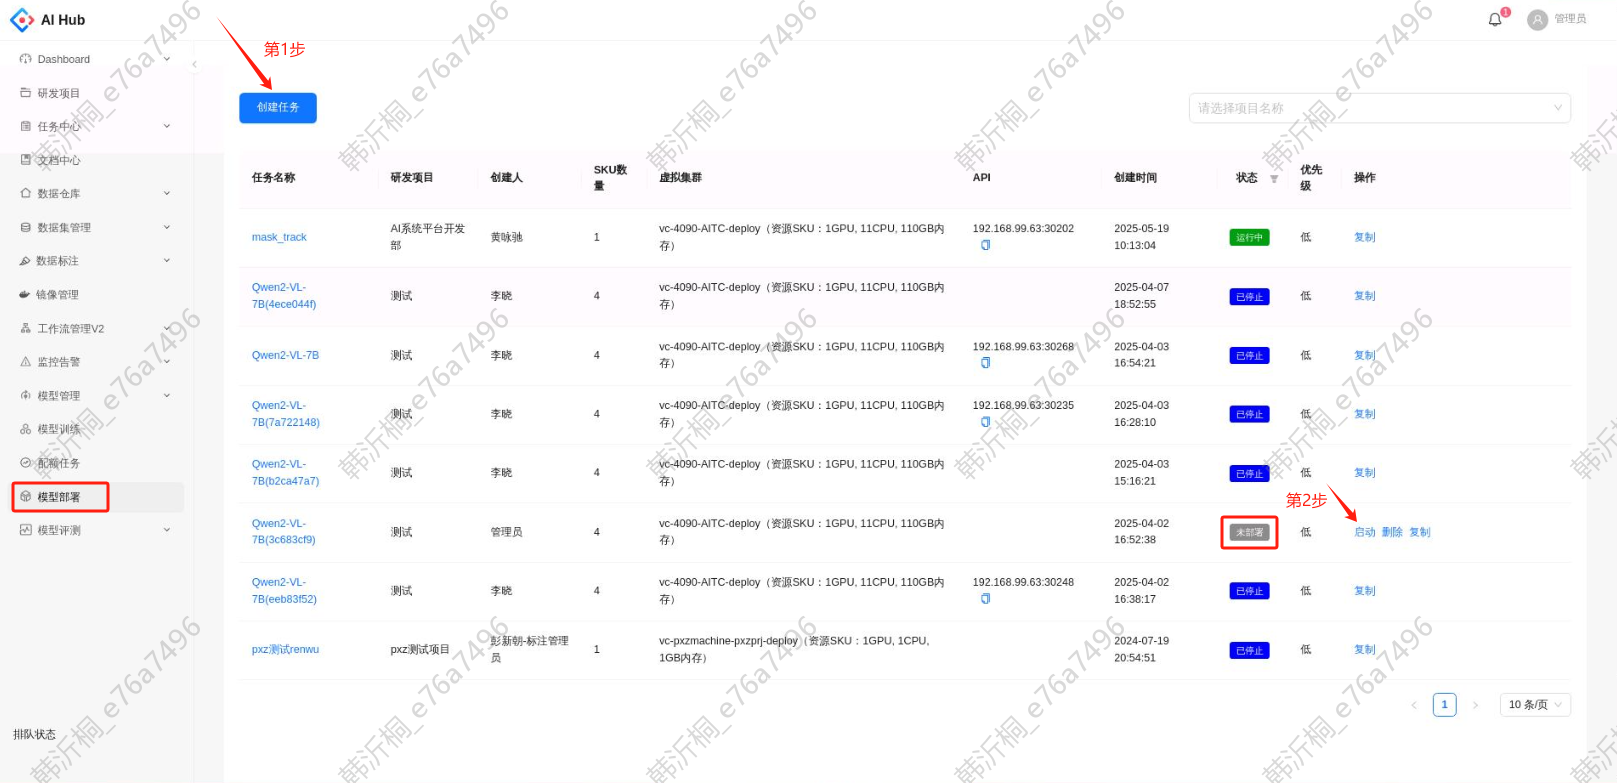 AI Hub
1
管理员
第1步
Dashboard
研发项目
任务中心
文档中心
数据仓库
数据集管理
数据标注
镜像管理
工作流管理V2
监控告警
模型管理
模型训练
配额任务
模型部署
模型评测
排队状态
创建任务
请选择项目名称
任务名称 研发项目 创建人 SKU数 虚拟集群 API 创建时间 状态 优先 操作
量 级
mask_track AI系统平台开发 黄咏驰 1 vc-4090-AITC-deploy（资源SKU：1GPU, 11CPU, 110GB内 192.168.99.63:30202 2025-05-19 运行中 低 复制
部 存） 10:13:04
Qwen2-VL- 测试 李晓 4 vc-4090-AITC-deploy（资源SKU：1GPU, 11CPU, 110GB内 2025-04-07 已停止 低 复制
7B(4ece044f) 存） 18:52:55
Qwen2-VL-7B 测试 李晓 4 vc-4090-AITC-deploy（资源SKU：1GPU, 11CPU, 110GB内 192.168.99.63:30268 2025-04-03 已停止 低 复制
存） 16:54:21
Qwen2-VL- 测试 李晓 4 vc-4090-AITC-deploy（资源SKU：1GPU, 11CPU, 110GB内 192.168.99.63:30235 2025-04-03 已停止 低 复制
7B(7a722148) 存） 16:28:10
Qwen2-VL- 测试 李晓 4 vc-4090-AITC-deploy（资源SKU：1GPU, 11CPU, 110GB内 2025-04-03 已停止 低 复制
7B(b2ca47a7) 存） 15:16:21
第2步
Qwen2-VL- 测试 管理员 4 vc-4090-AITC-deploy（资源SKU：1GPU, 11CPU, 110GB内 2025-04-02 未部署 低 启动 删除 复制
7B(3c683cf9) 存） 16:52:38
Qwen2-VL- 测试 李晓 4 vc-4090-AITC-deploy（资源SKU：1GPU, 11CPU, 110GB内 192.168.99.63:30248 2025-04-02 已停止 低 复制
7B(eeb83f52) 存） 16:38:17
pxz测试renwu pxz测试项目 彭新朝-标注管理 1 vc-pxzmachine-pxzprj-deploy（资源SKU：1GPU, 1CPU, 2024-07-19 已停止 低 复制
员 1GB内存） 20:54:51
1 10 条/页
韩沂桐_e76a7496